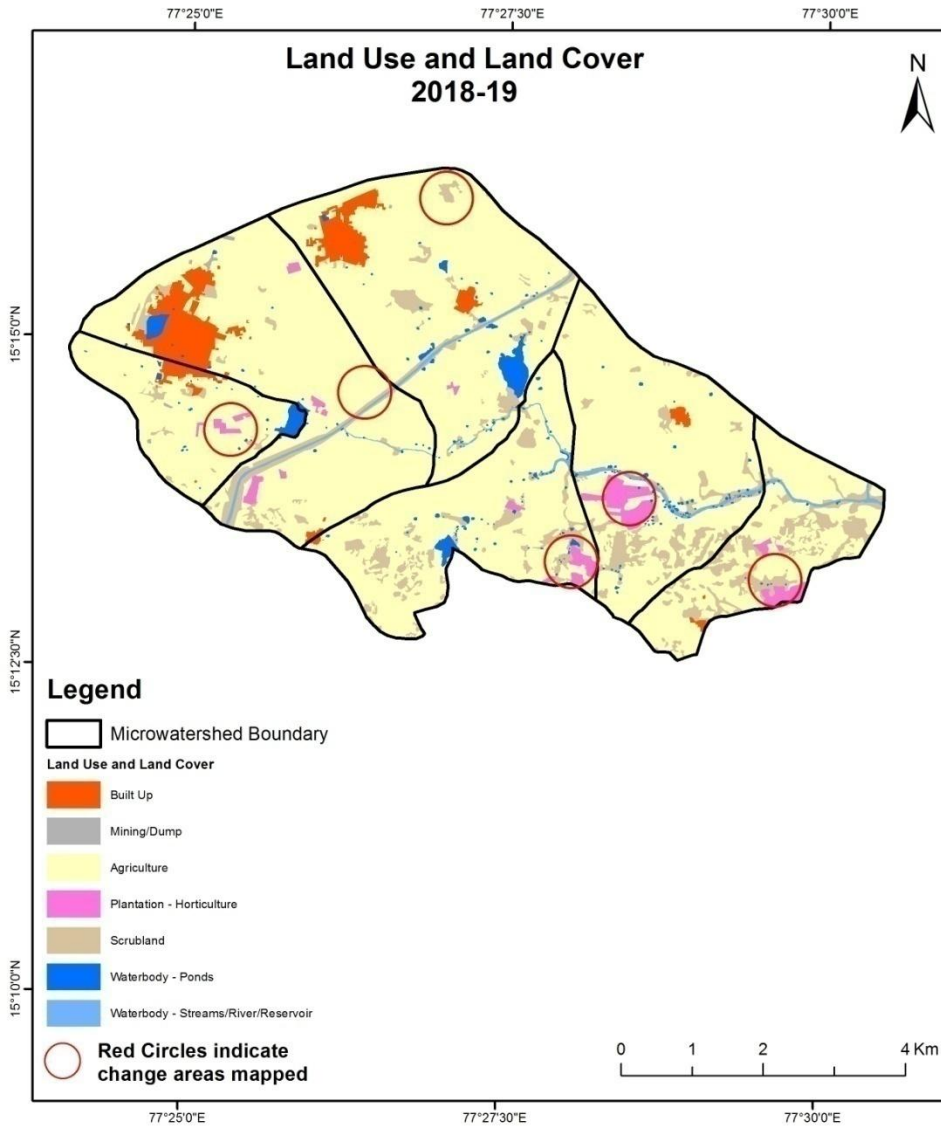 77°25'0"E 77°27'30"E 77°30'0"E
Land Use and Land Cover
2018-19
N
15°15'0"N
15°12'30"N
15°10'0"N
Legend
Microwatershed Boundary
Land Use and Land Cover
Built Up
Mining/Dump
Agriculture
Plantation - Horticulture
Scrubland
Waterbody - Ponds
Waterbody - Streams/River/Reservoir
Red Circles indicate
change areas mapped
0 1 2 4 Km
77°25'0"E 77°27'30"E 77°30'0"E